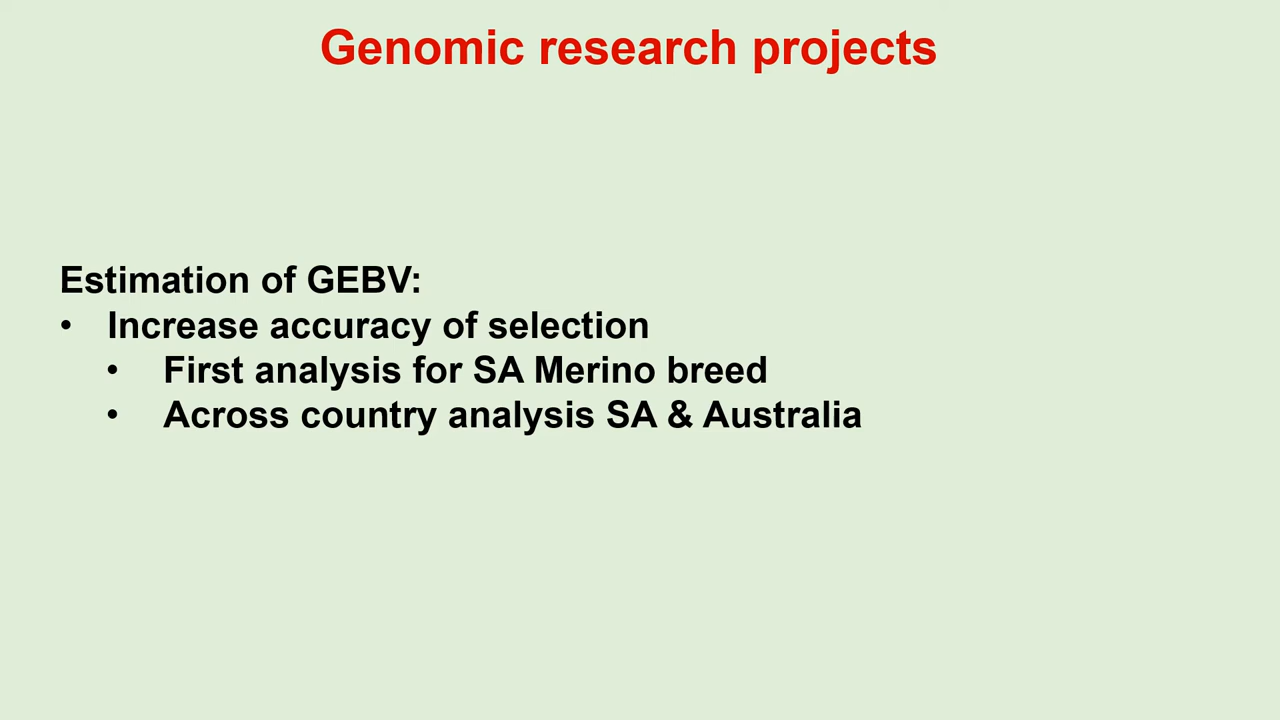 Genomic research projects
Estimation of GEBV:
• Increase accuracy of selection
• First analysis for SA Merino breed
• Across country analysis SA & Australia